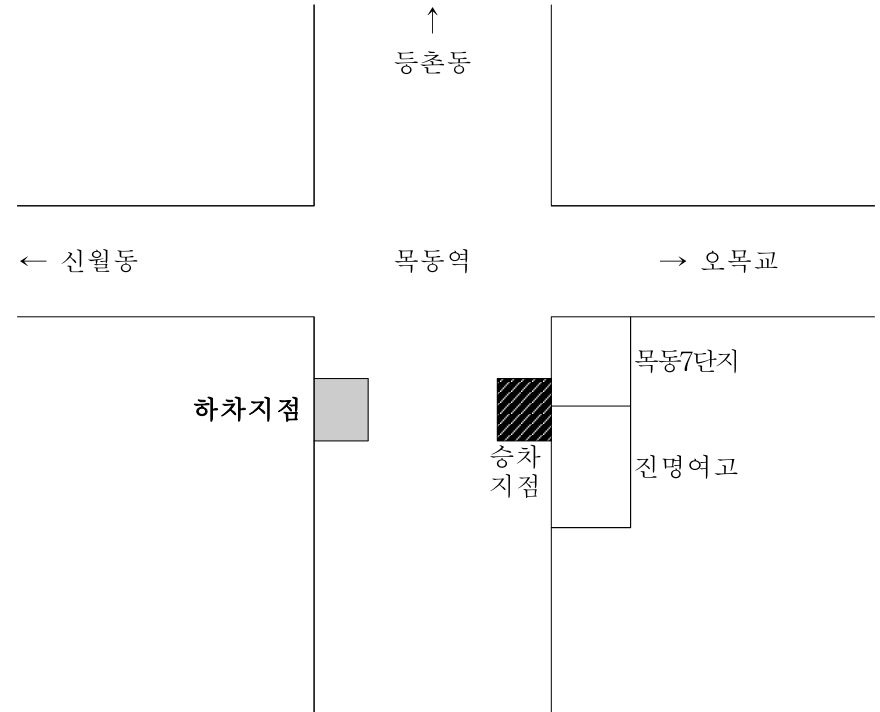 ↑
등촌동
← 신월동
목동역
→ 오목교
목동7단지
하차지점
승차
지점
진명여고